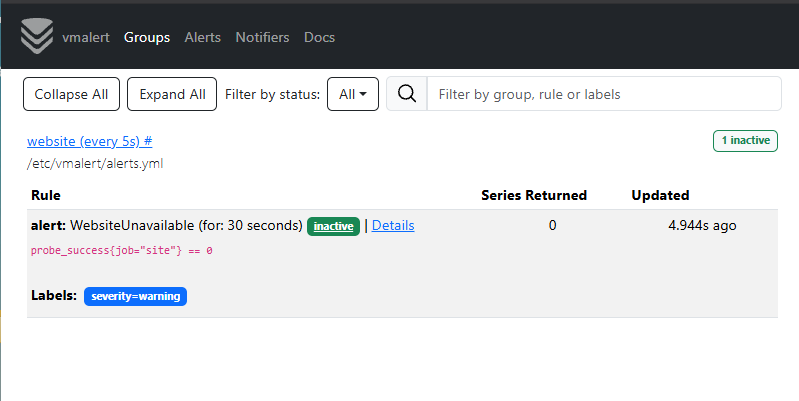 vmalert Groups Alerts Notifiers Docs
Collapse All Expand All Filter by status: All Filter by group, rule or labels
website (every 5s) # 1 inactive
/etc/vmalert/alerts.yml
Rule Series Returned Updated
alert: WebsiteUnavailable (for: 30 seconds) inactive | Details 0 4.944s ago
probe_success{job="site"} == 0
Labels: severity=warning